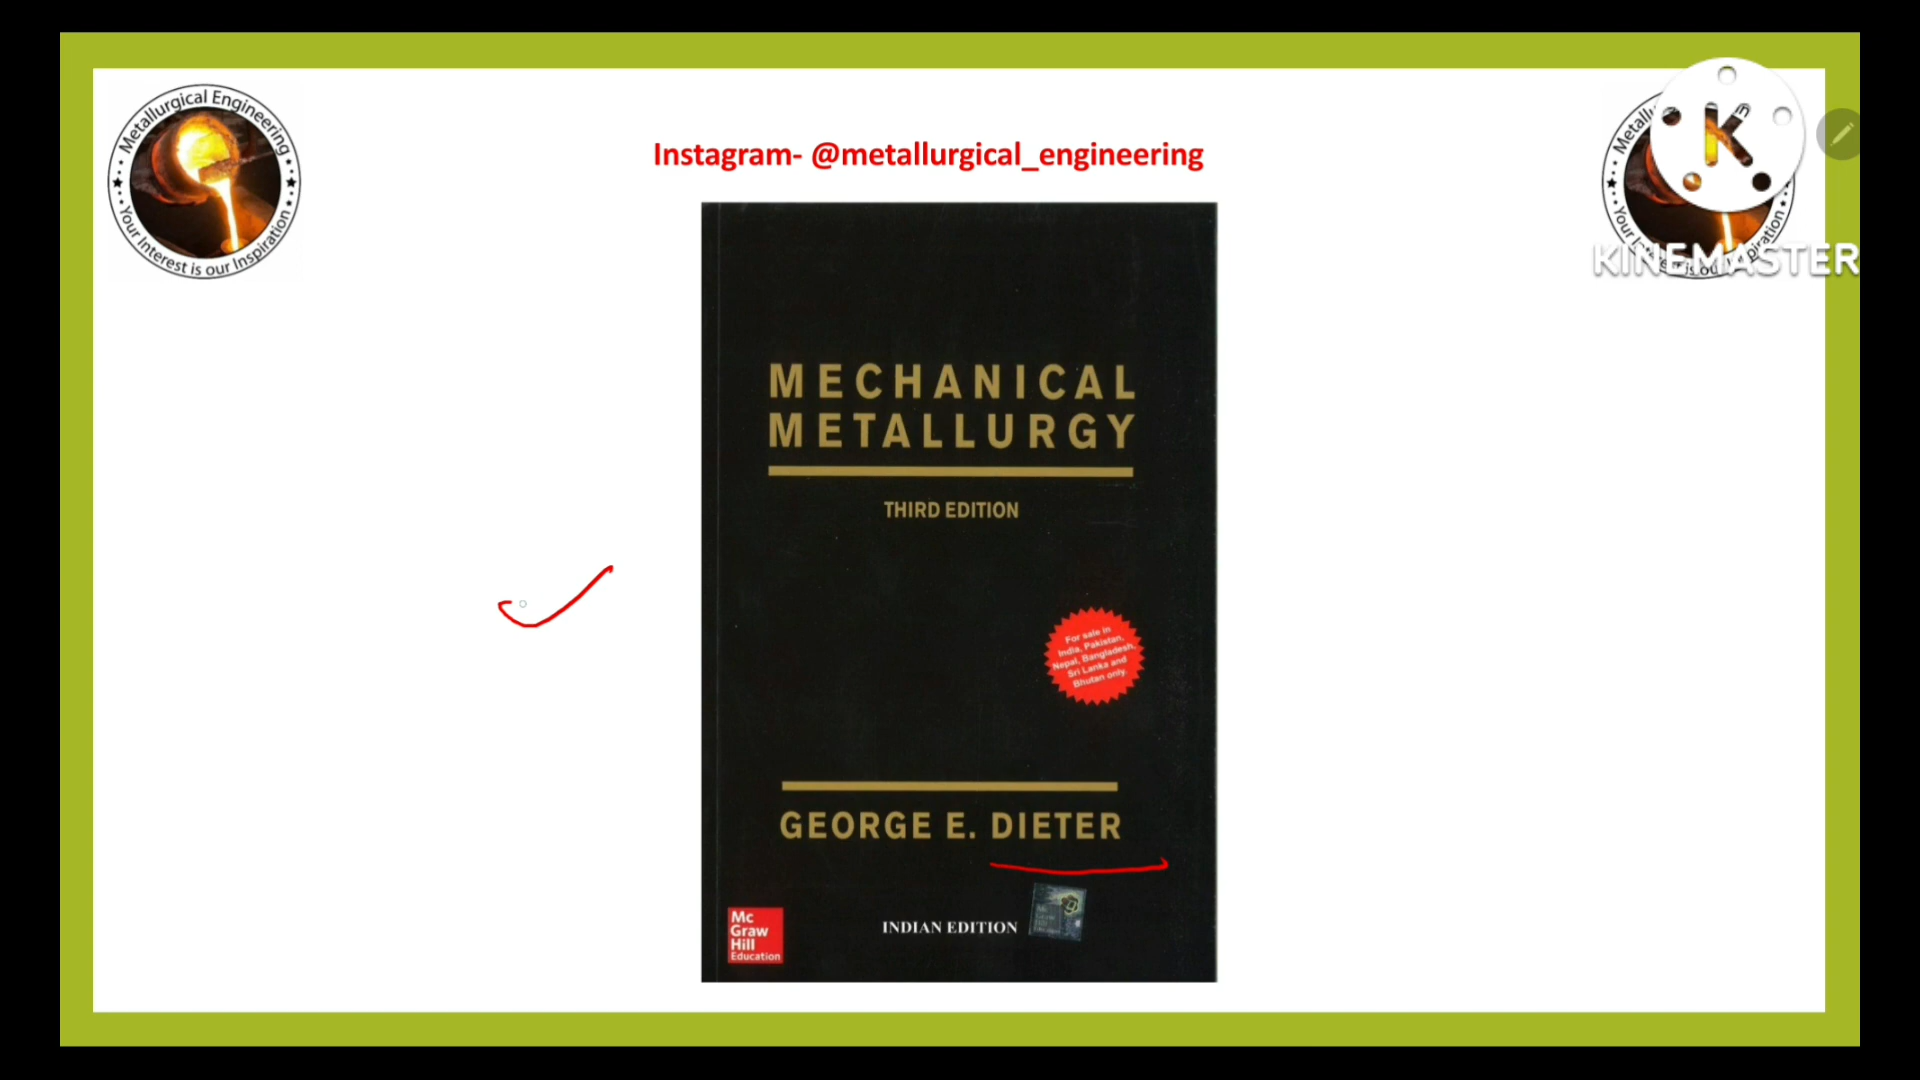 Metallurgical Engineering
Your Interest is our Inspiration
Instagram- @metallurgical_engineering
KINEMASTER
MECHANICAL
METALLURGY
THIRD EDITION
For sale in
India, Pakistan,
Nepal, Bangladesh,
Sri Lanka and
Bhutan only.
GEORGE E. DIETER
Mc
Graw
Hill
Education
INDIAN EDITION